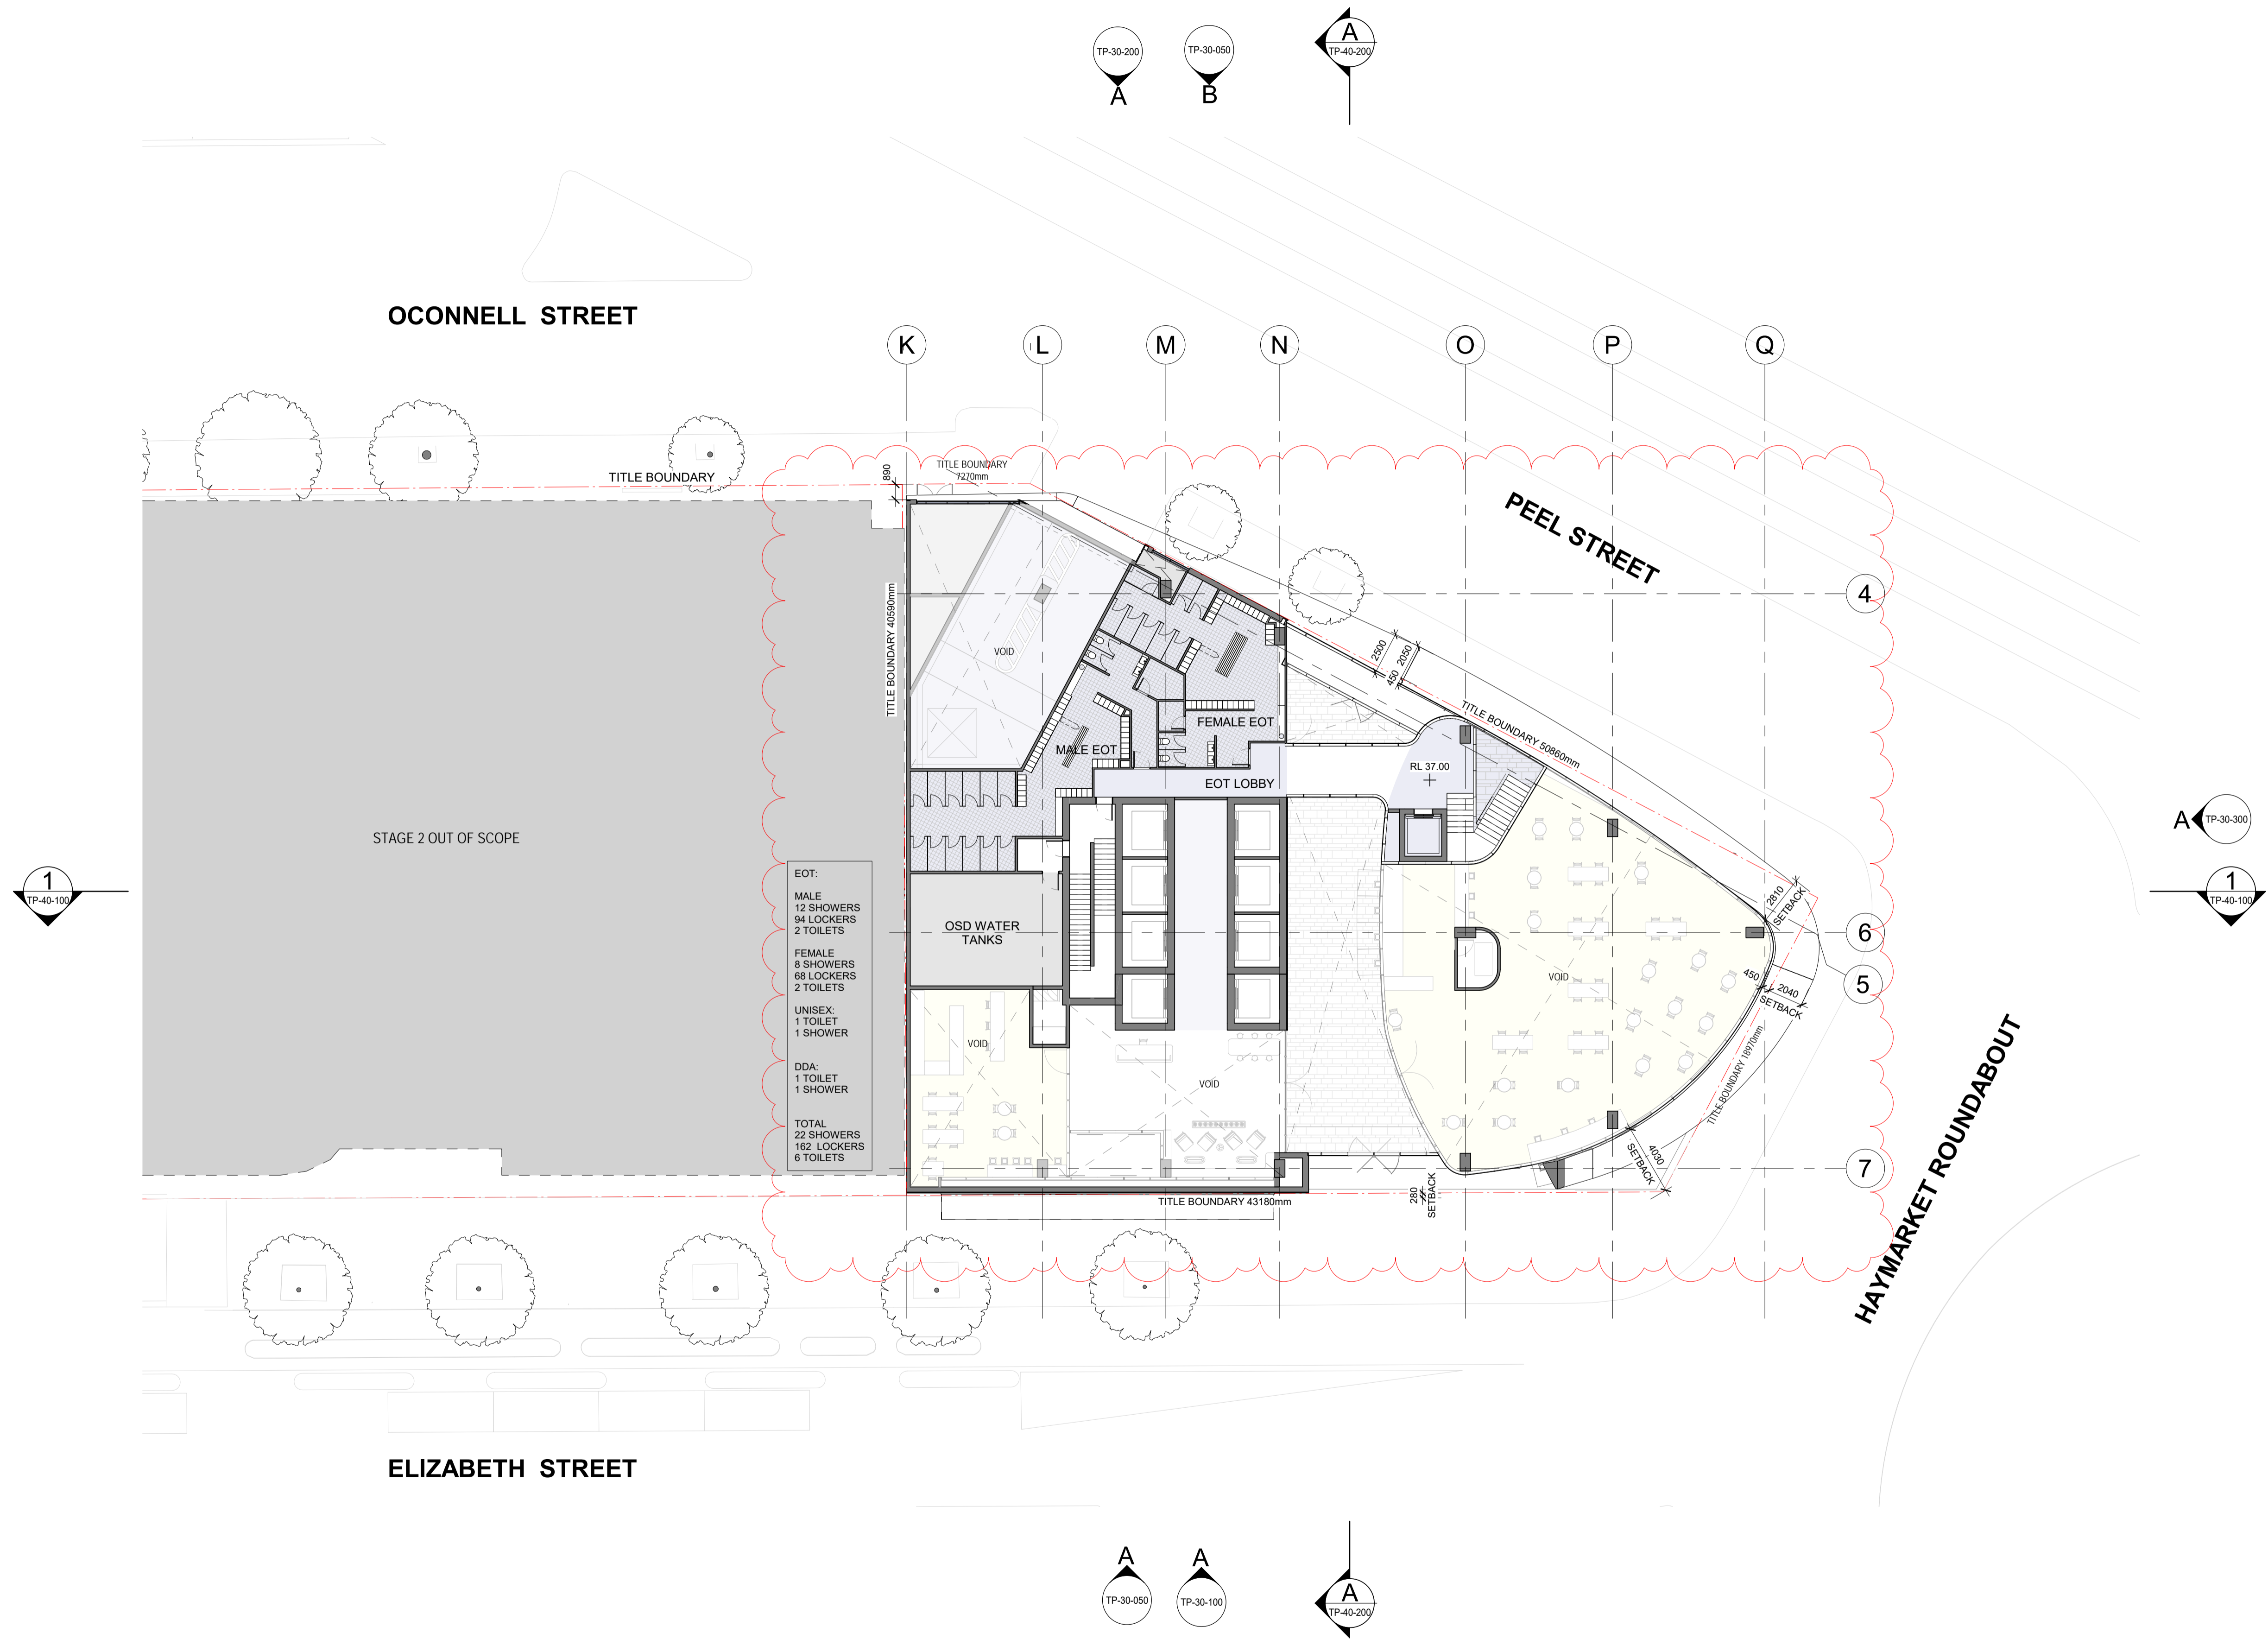 TP-30-200
A
TP-30-050
B
A
TP-40-200
OCONNELL STREET
K
L
M
N
O
P
Q
TITLE BOUNDARY
890
TITLE BOUNDARY
7270mm
PEEL STREET
4
TITLE BOUNDARY 40590mm
VOID
2500
2050
450
FEMALE EOT
MALE EOT
TITLE BOUNDARY 50860mm
RL 37.00
EOT LOBBY
A
TP-30-300
STAGE 2 OUT OF SCOPE
1
TP-40-100
1
TP-40-100
EOT:
MALE
12 SHOWERS
94 LOCKERS
2 TOILETS
FEMALE
8 SHOWERS
68 LOCKERS
2 TOILETS
UNISEX:
1 TOILET
1 SHOWER
DDA:
1 TOILET
1 SHOWER
TOTAL
22 SHOWERS
162 LOCKERS
6 TOILETS
OSD WATER
TANKS
2810
SETBACK
6
VOID
450
2040
SETBACK
5
VOID
VOID
TITLE BOUNDARY 18970mm
HAYMARKET ROUNDABOUT
4030
SETBACK
7
280
SETBACK
TITLE BOUNDARY 43180mm
ELIZABETH STREET
A
TP-30-050
A
TP-30-100
A
TP-40-200